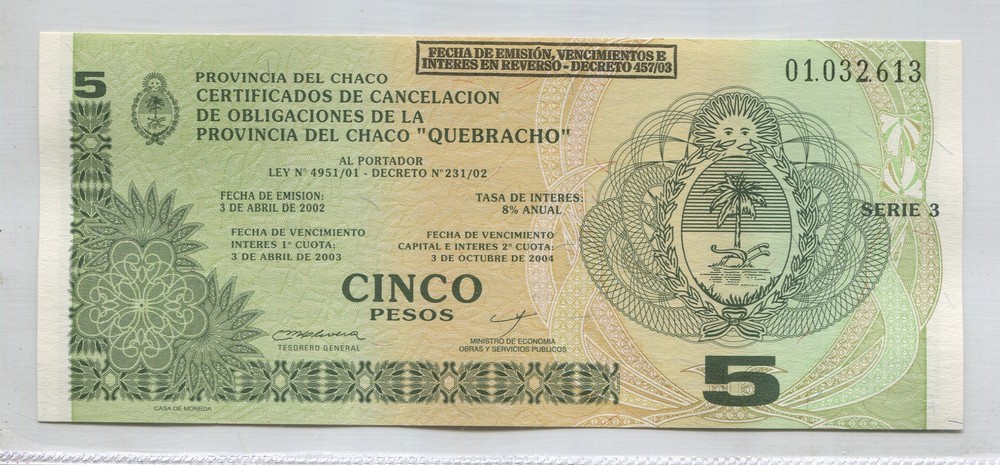 FECHA DE EMISIÓN, VENCIMIENTOS E
INTERES EN REVERSO - DECRETO 457/03
01.032.613
5
PROVINCIA DEL CHACO
CERTIFICADOS DE CANCELACION
DE OBLIGACIONES DE LA
PROVINCIA DEL CHACO "QUEBRACHO"
AL PORTADOR
LEY Nº 4951/01 - DECRETO Nº 231/02
FECHA DE EMISION:
3 DE ABRIL DE 2002
TASA DE INTERES:
8% ANUAL
SERIE 3
FECHA DE VENCIMIENTO
INTERES 1ª CUOTA:
3 DE ABRIL DE 2003
FECHA DE VENCIMIENTO
CAPITAL E INTERES 2ª CUOTA:
3 DE OCTUBRE DE 2004
CINCO
PESOS
TESORERO GENERAL
MINISTRO DE ECONOMIA
OBRAS Y SERVICIOS PUBLICOS
5
CASA DE MONEDA